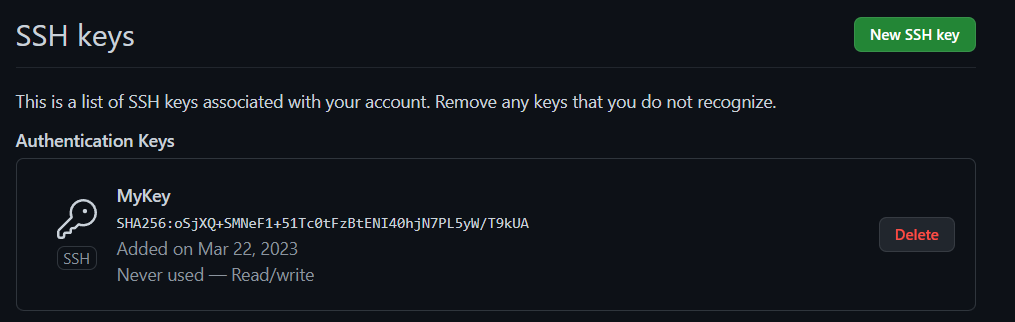 SSH keys
New SSH key
This is a list of SSH keys associated with your account. Remove any keys that you do not recognize.
Authentication Keys
MyKey
SHA256:oSjXQ+SMNeF1+51Tc0tFzBtENI40hjN7PL5yW/T9kUA
Added on Mar 22, 2023
Never used — Read/write
SSH
Delete